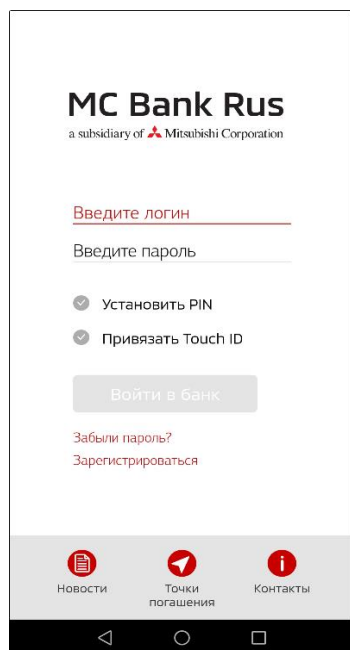 MC Bank Rus
a subsidiary of Mitsubishi Corporation
Введите логин
Введите пароль
Установить PIN
Привязать Touch ID
Войти в банк
Забыли пароль?
Зарегистрироваться
Новости
Точки
погашения
Контакты